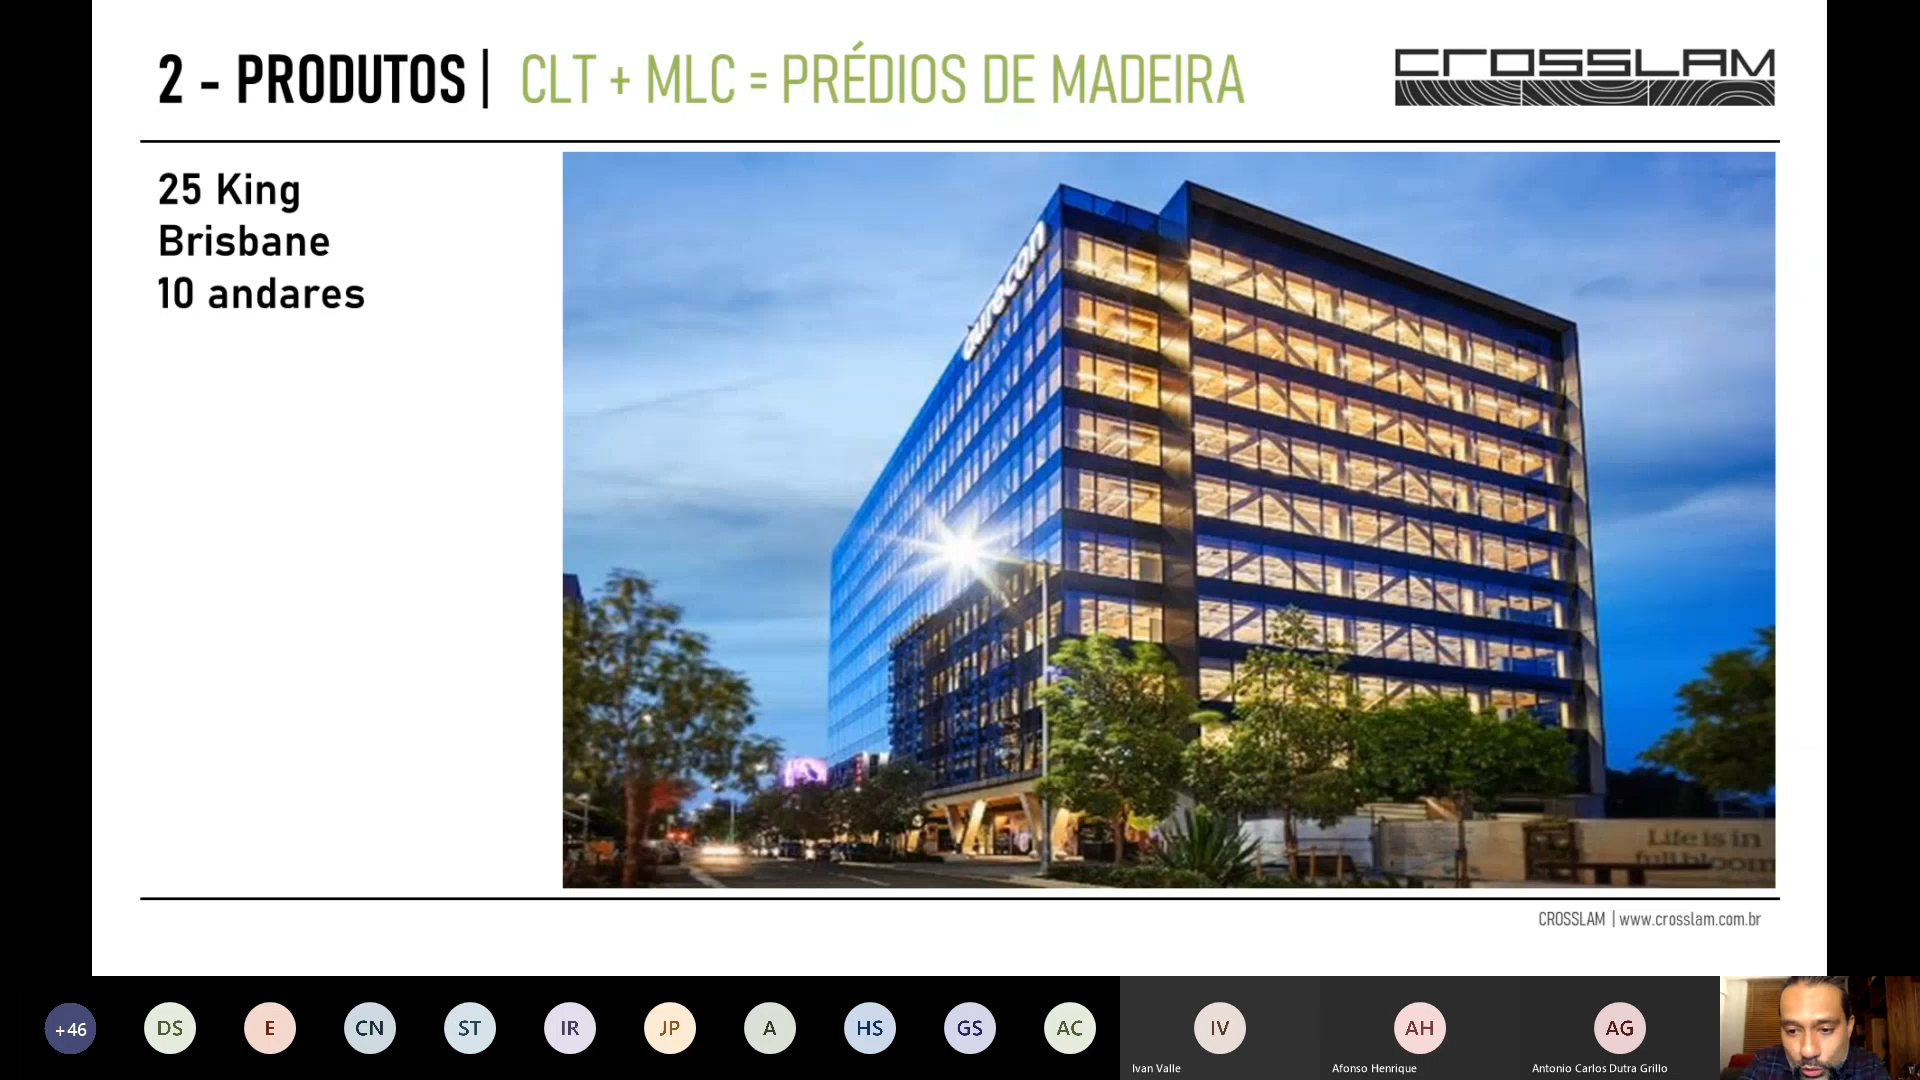 2 - PRODUTOS| CLT + MLC = PRÉDIOS DE MADEIRA
CROSSLAM
25 King
Brisbane
10 andares
aurecon
Life is in
full bloom
CROSSLAM | www.crosslam.com.br
+46
DS
E
CN
ST
IR
JP
A
HS
GS
AC
IV
AH
AG
Ivan Valle
Afonso Henrique
Antonio Carlos Dutra Grillo